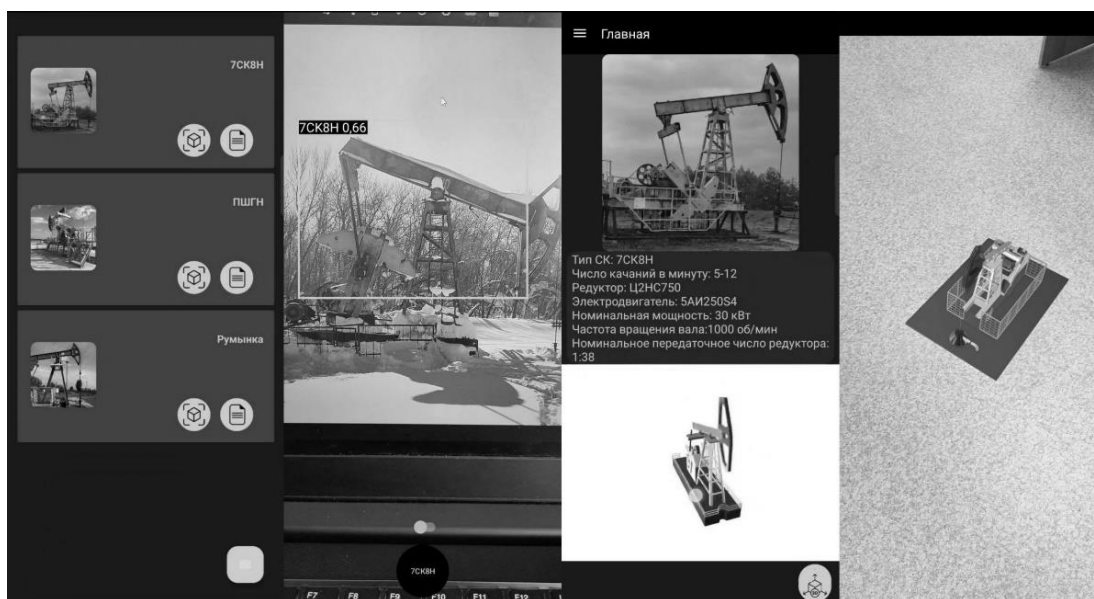 7СК8Н
ПШГН
Румынка
7СК8Н 0,66
7СК8Н
F7 F8 F9 F10 F11 F12
Главная
Тип СК: 7СК8Н
Число качаний в минуту: 5-12
Редуктор: Ц2НС750
Электродвигатель: 5АИ250S4
Номинальная мощность: 30 кВт
Частота вращения вала:1000 об/мин
Номинальное передаточное число редуктора:
1:38